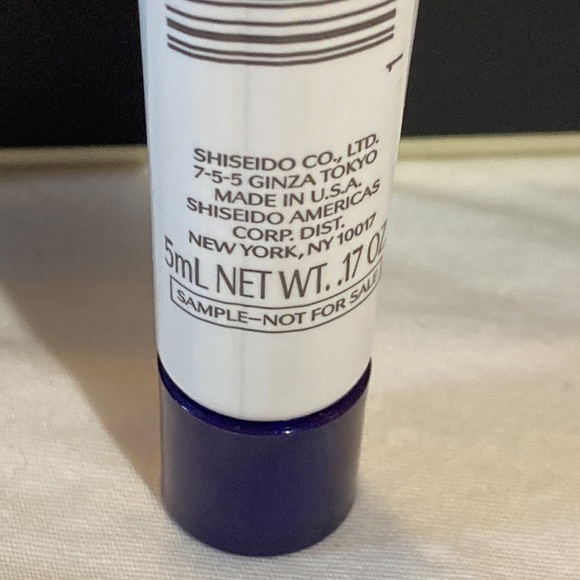 1
SHISEIDO CO., LTD.
7-5-5 GINZA TOKYO
MADE IN U.S.A.
SHISEIDO AMERICAS
CORP. DIST.
NEW YORK, NY 10017
5mL NET WT. .17 OZ
SAMPLE–NOT FOR SALE